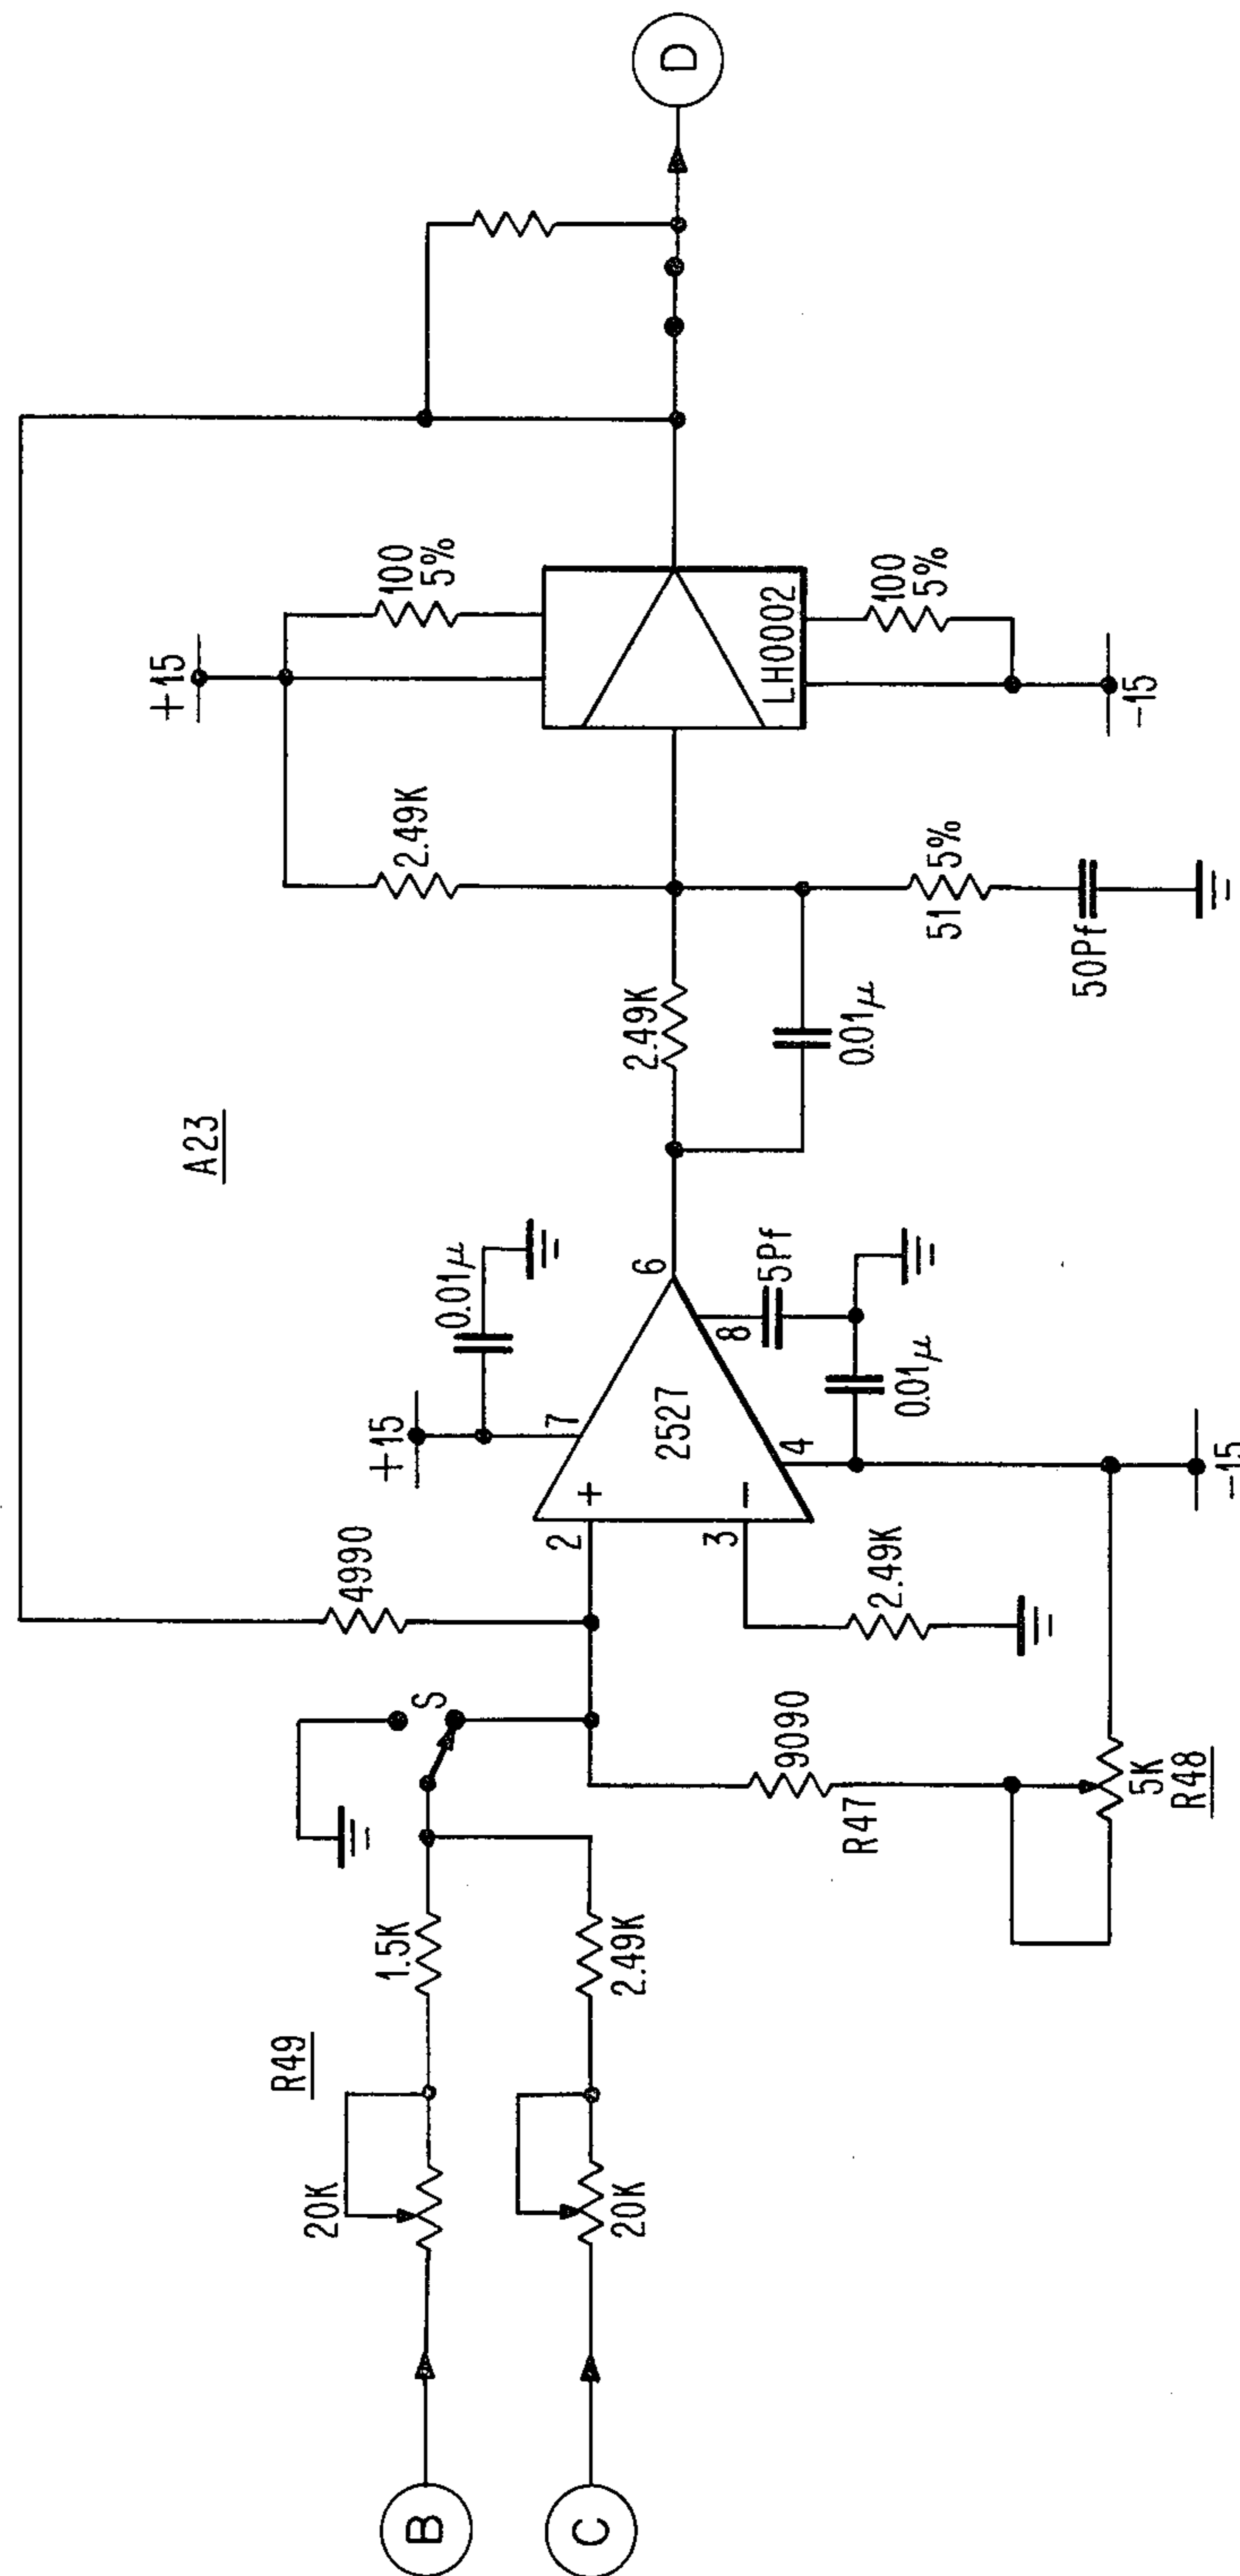 B
C
20K
R49
1.5K
20K
2.49K
S
4990
R47
9090
5K
R48
2
+
3
−
2.49K
2527
+15
7
0.01μ
4
0.01μ
8
5Pf
6
−15
A23
2.49K
0.01μ
2.49K
51
5%
50Pf
+15
100
5%
LH0002
100
5%
−15
D